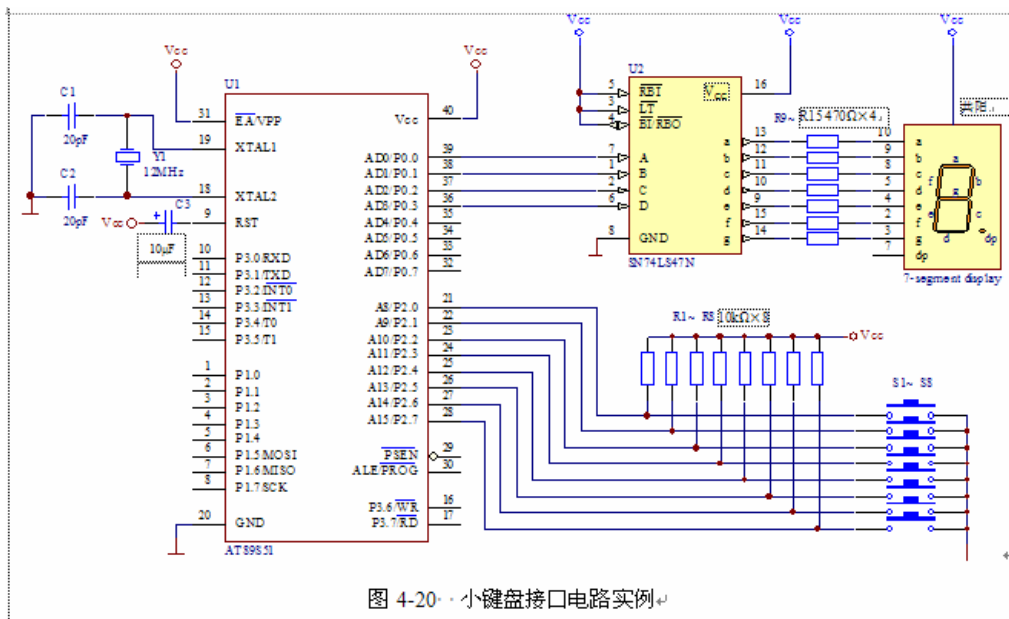 Vcc
Vcc
Vcc
Vcc
Vcc
U1
U2
C1
20pF
Y1
12MHz
C2
20pF
C3
Vcc
10μF
31 EA/VPP
19 XTAL1
18 XTAL2
9 RST
10 P3.0/RXD
11 P3.1/TXD
12 P3.2/INT0
13 P3.3/INT1
14 P3.4/T0
15 P3.5/T1
1 P1.0
2 P1.1
3 P1.2
4 P1.3
5 P1.4
6 P1.5MOSI
7 P1.6MISO
8 P1.7SCK
20 GND
AT89S51
Vcc 40
AD0/P0.0 39
AD1/P0.1 38
AD2/P0.2 37
AD3/P0.3 36
AD4/P0.4 35
AD5/P0.5 34
AD6/P0.6 33
AD7/P0.7 32
A8/P2.0 21
A9/P2.1 22
A10/P2.2 23
A11/P2.3 24
A12/P2.4 25
A13/P2.5 26
A14/P2.6 27
A15/P2.7 28
PSEN 29
ALE/PROG 30
P3.6/WR 16
P3.7/RD 17
5 RBI
3 LT
4 BI/RBO
7 A
1 B
2 C
6 D
8 GND
Vcc 16
a 13
b 12
c 11
d 10
e 9
f 15
g 14
SN74LS47N
R9~ R15 470Ω×4
共阳
10 a
9 b
8 c
5 d
4 e
2 f
3 g
7 dp
a
f b
g
e c
d dp
7-segment display
R1~ R8 10kΩ×8
Vcc
S1~ S8
图 4-20 小键盘接口电路实例